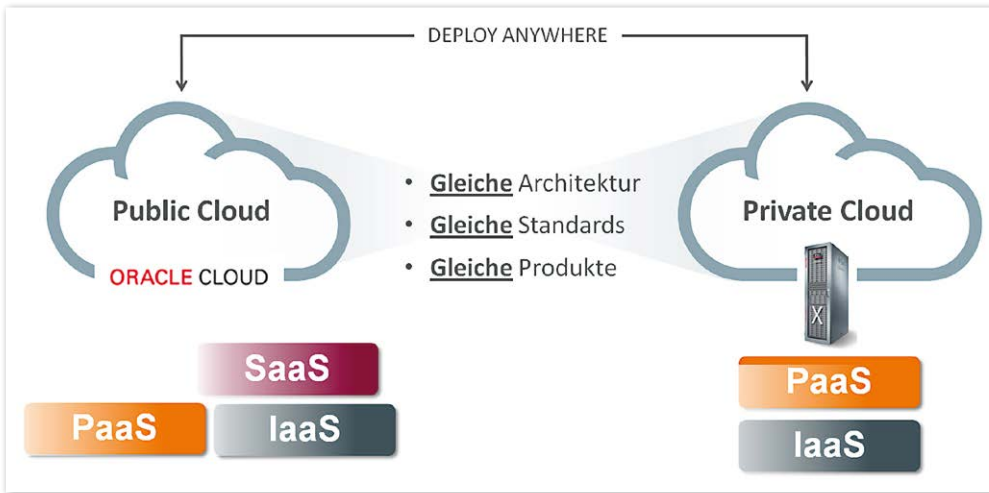 DEPLOY ANYWHERE
Public Cloud
ORACLE CLOUD
• Gleiche Architektur
• Gleiche Standards
• Gleiche Produkte
Private Cloud
X
SaaS
PaaS
IaaS
PaaS
IaaS